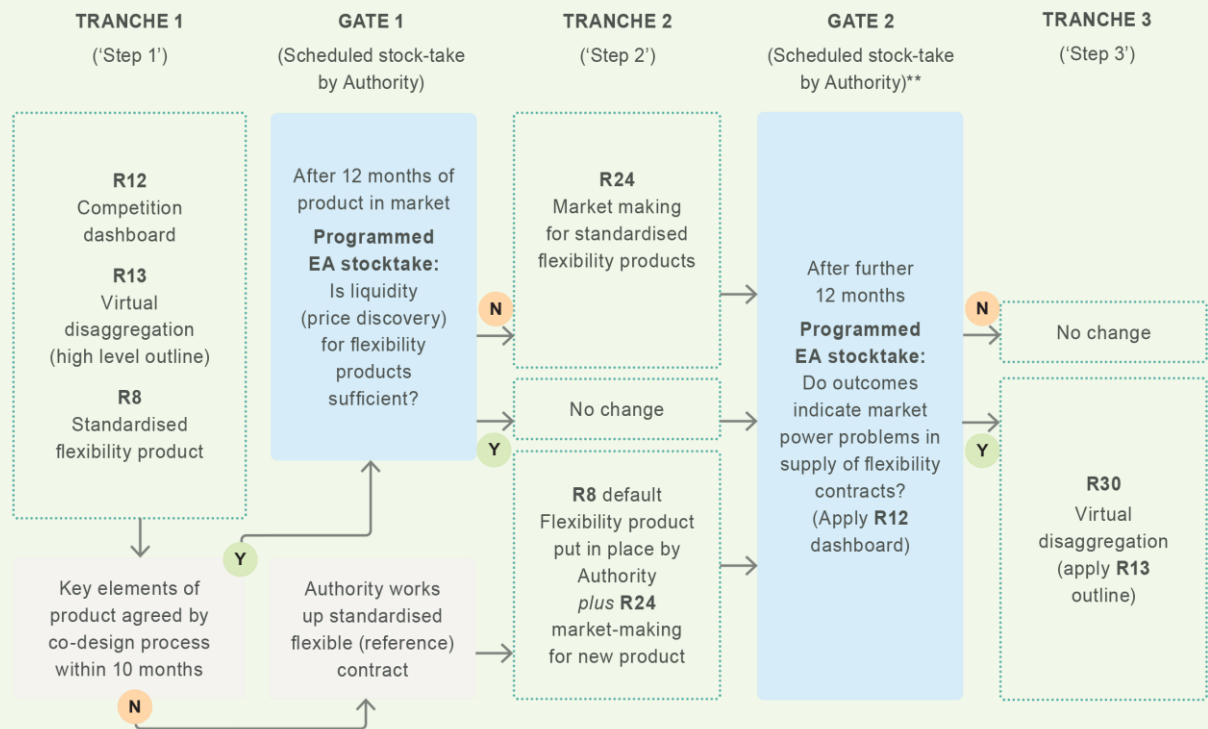 TRANCHE 1
(‘Step 1’)
R12
Competition
dashboard
R13
Virtual
disaggregation
(high level outline)
R8
Standardised
flexibility product
Key elements of
product agreed by
co-design process
within 10 months
Y
N
GATE 1
(Scheduled stock-take
by Authority)
After 12 months of
product in market
Programmed
EA stocktake:
Is liquidity
(price discovery)
for flexibility
products
sufficient?
N
Y
Authority works
up standardised
flexible (reference)
contract
TRANCHE 2
(‘Step 2’)
R24
Market making
for standardised
flexibility products
No change
R8 default
Flexibility product
put in place by
Authority
plus R24
market-making
for new product
GATE 2
(Scheduled stock-take
by Authority)**
After further
12 months
Programmed
EA stocktake:
Do outcomes
indicate market
power problems in
supply of flexibility
contracts?
(Apply R12
dashboard)
N
Y
TRANCHE 3
(‘Step 3’)
No change
R30
Virtual
disaggregation
(apply R13
outline)